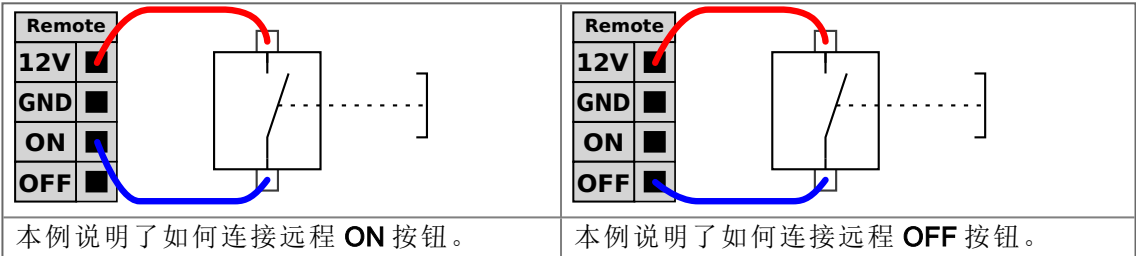 Remote
12V
GND
ON
OFF
本例说明了如何连接远程 ON 按钮。
Remote
12V
GND
ON
OFF
本例说明了如何连接远程 OFF 按钮。